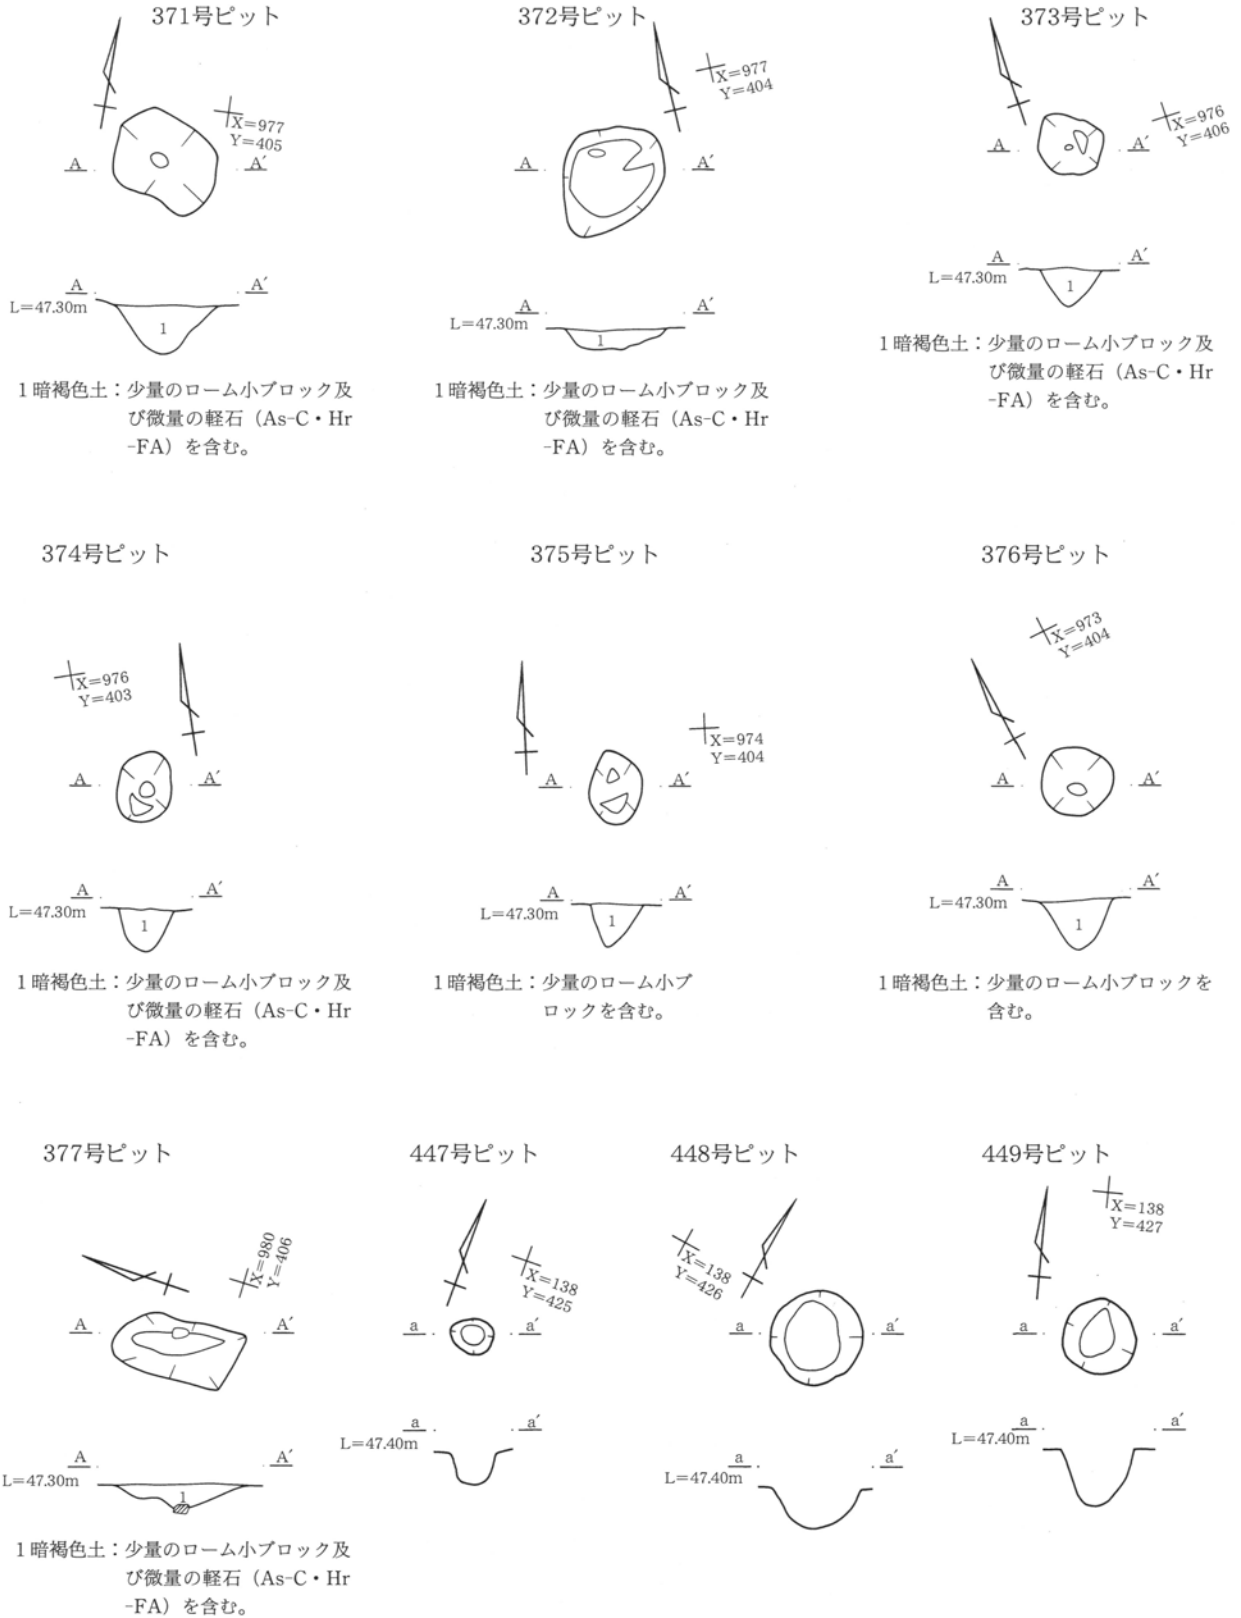 371号ピット
X=977
Y=405
A A′
A A′
L=47.30m
1
1暗褐色土：少量のローム小ブロック及
び微量の軽石（As-C・Hr
-FA）を含む。
372号ピット
X=977
Y=404
A A′
A A′
L=47.30m
1
1暗褐色土：少量のローム小ブロック及
び微量の軽石（As-C・Hr
-FA）を含む。
373号ピット
X=976
Y=406
A A′
A A′
L=47.30m
1
1暗褐色土：少量のローム小ブロック及
び微量の軽石（As-C・Hr
-FA）を含む。
374号ピット
X=976
Y=403
A A′
A A′
L=47.30m
1
1暗褐色土：少量のローム小ブロック及
び微量の軽石（As-C・Hr
-FA）を含む。
375号ピット
X=974
Y=404
A A′
A A′
L=47.30m
1
1暗褐色土：少量のローム小ブ
ロックを含む。
376号ピット
X=973
Y=404
A A′
A A′
L=47.30m
1
1暗褐色土：少量のローム小ブロックを
含む。
377号ピット
X=980
Y=406
A A′
A A′
L=47.30m
1
1暗褐色土：少量のローム小ブロック及
び微量の軽石（As-C・Hr
-FA）を含む。
447号ピット
X=138
Y=425
a a′
a a′
L=47.40m
448号ピット
X=138
Y=426
a a′
a a′
L=47.40m
449号ピット
X=138
Y=427
a a′
a a′
L=47.40m